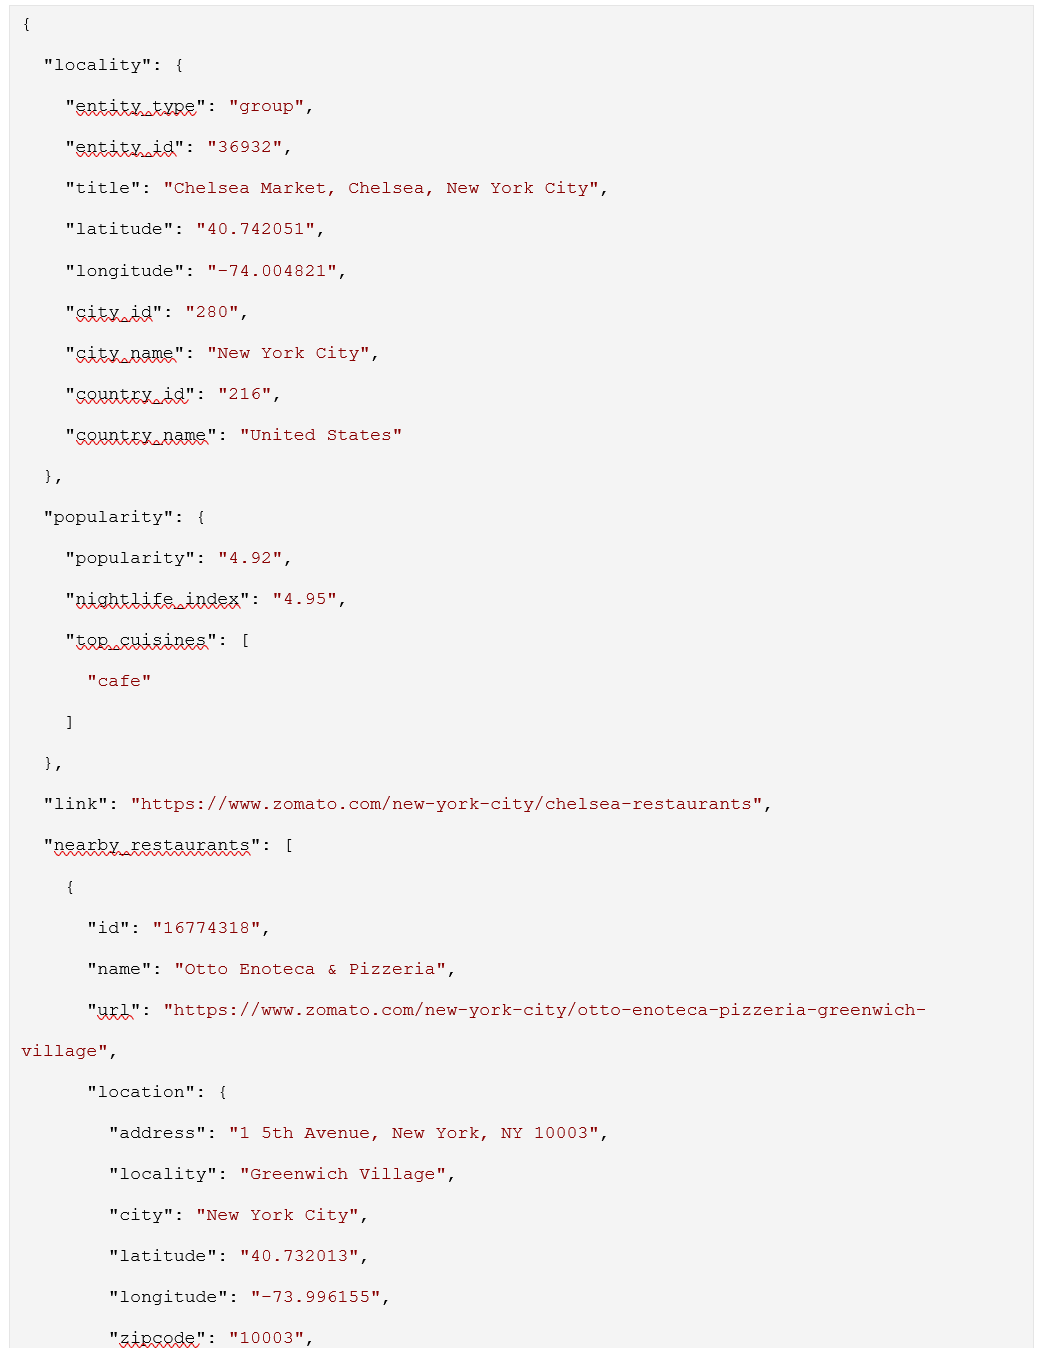 {
"locality": {
"entity_type": "group",
"entity_id": "36932",
"title": "Chelsea Market, Chelsea, New York City",
"latitude": "40.742051",
"longitude": "-74.004821",
"city_id": "280",
"city_name": "New York City",
"country_id": "216",
"country_name": "United States"
},
"popularity": {
"popularity": "4.92",
"nightlife_index": "4.95",
"top_cuisines": [
"cafe"
]
},
"link": "https://www.zomato.com/new-york-city/chelsea-restaurants",
"nearby_restaurants": [
{
"id": "16774318",
"name": "Otto Enoteca & Pizzeria",
"url": "https://www.zomato.com/new-york-city/otto-enoteca-pizzeria-greenwich-
village",
"location": {
"address": "1 5th Avenue, New York, NY 10003",
"locality": "Greenwich Village",
"city": "New York City",
"latitude": "40.732013",
"longitude": "-73.996155",
"zipcode": "10003",